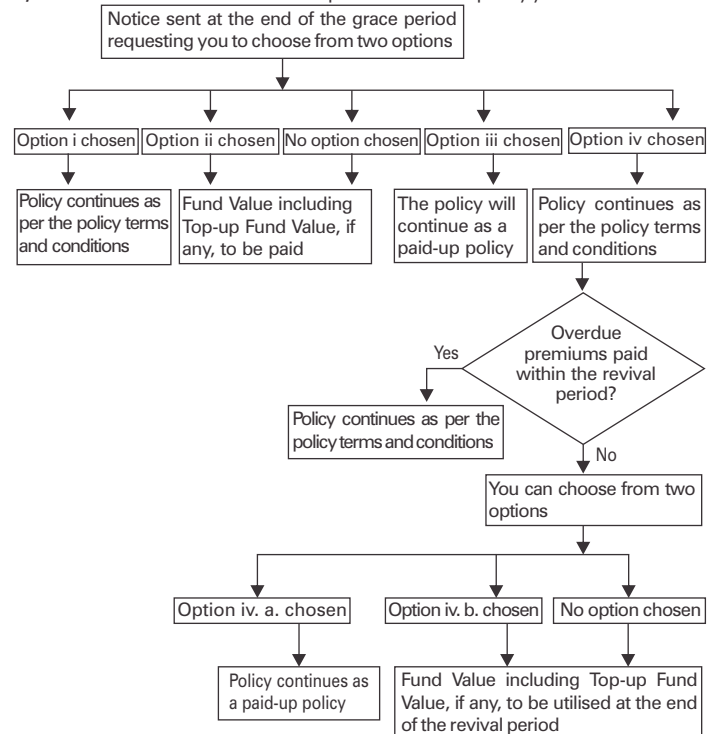 Notice sent at the end of the grace period
requesting you to choose from two options
Option i chosen
Option ii chosen
No option chosen
Option iii chosen
Option iv chosen
Policy continues as
per the policy terms
and conditions
Fund Value including
Top-up Fund Value, if
any, to be paid
The policy will
continue as a
paid-up policy
Policy continues as
per the policy terms
and conditions
Overdue
premiums paid
within the revival
period?
Yes
Policy continues as per the
policy terms and conditions
No
You can choose from two
options
Option iv. a. chosen
Option iv. b. chosen
No option chosen
Policy continues as
a paid-up policy
Fund Value including Top-up Fund
Value, if any, to be utilised at the end
of the revival period